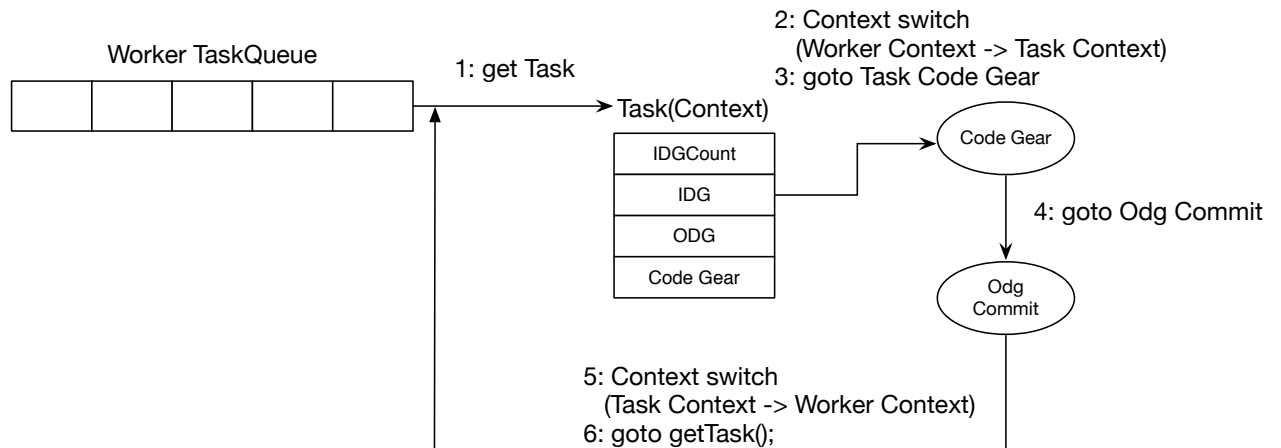 Worker TaskQueue
1: get Task
2: Context switch
(Worker Context -> Task Context)
3: goto Task Code Gear
Task(Context)
IDGCount
IDG
ODG
Code Gear
Code Gear
4: goto Odg Commit
Odg
Commit
5: Context switch
(Task Context -> Worker Context)
6: goto getTask();